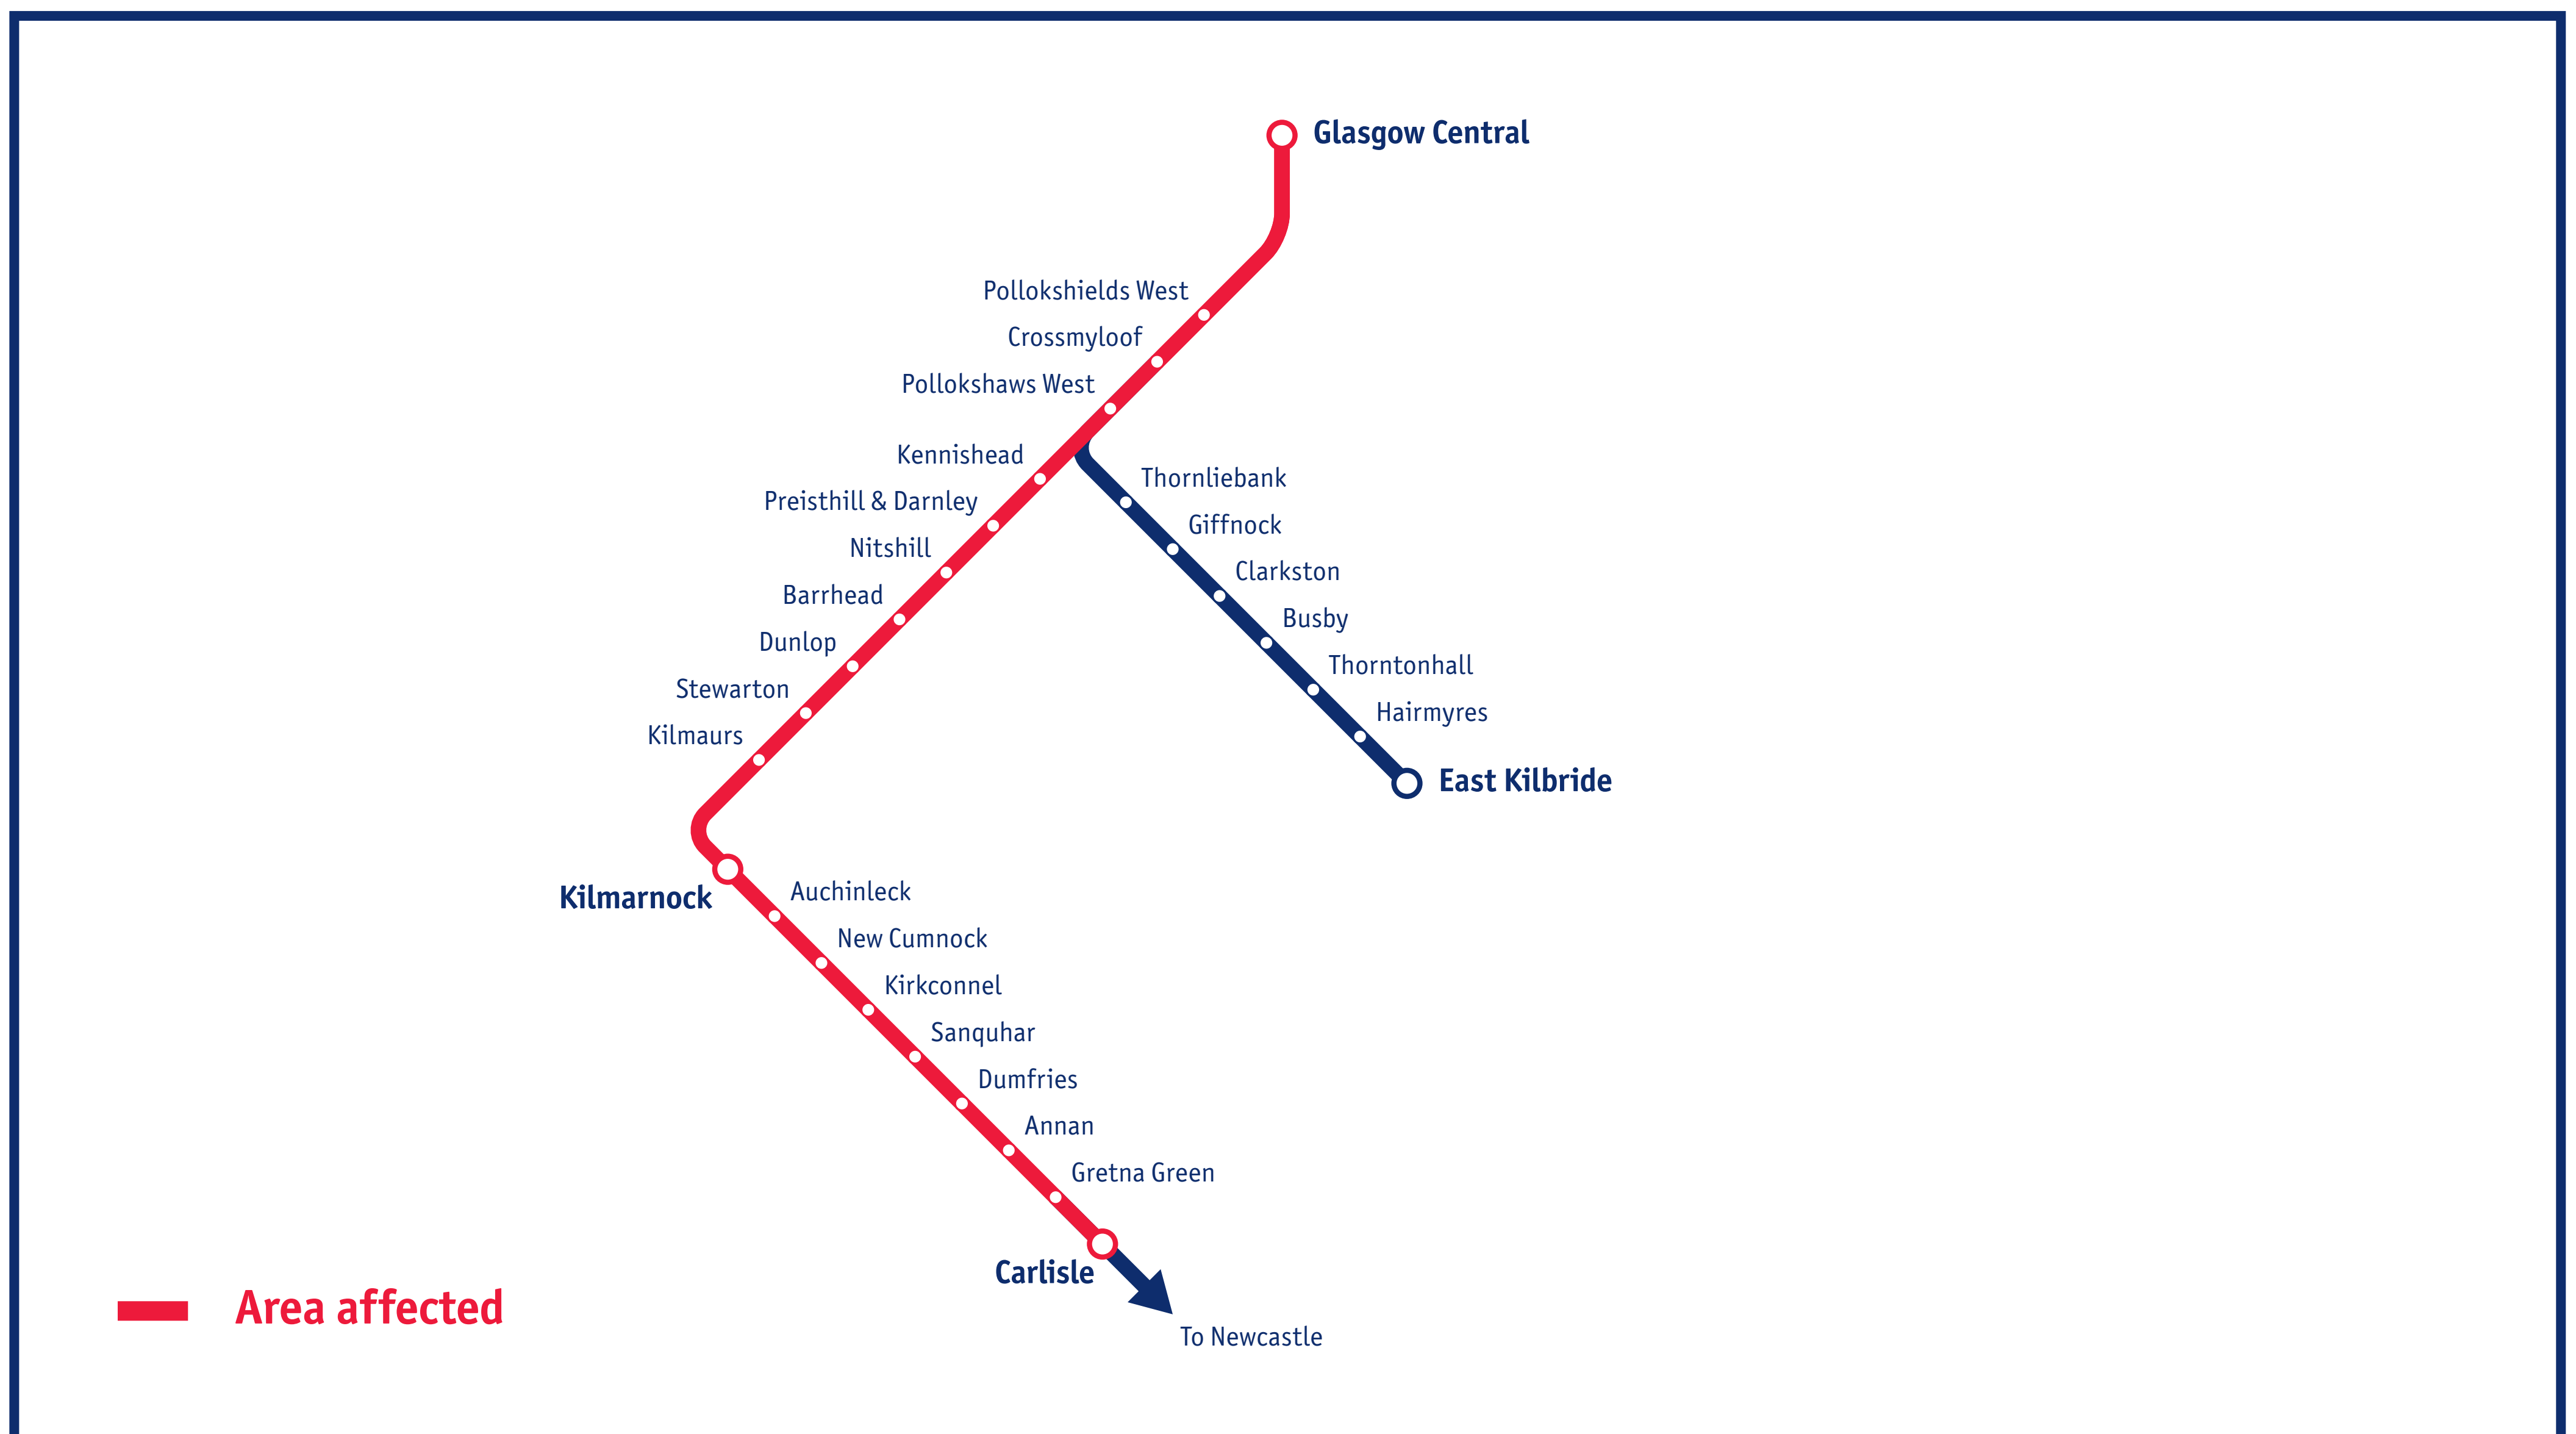 Glasgow Central
Pollokshields West
Crossmyloof
Pollokshaws West
Kennishead
Preisthill & Darnley
Nitshill
Barrhead
Dunlop
Stewarton
Kilmaurs
Thornliebank
Giffnock
Clarkston
Busby
Thorntonhall
Hairmyres
East Kilbride
Kilmarnock
Auchinleck
New Cumnock
Kirkconnel
Sanquhar
Dumfries
Annan
Gretna Green
Carlisle
To Newcastle
Area affected